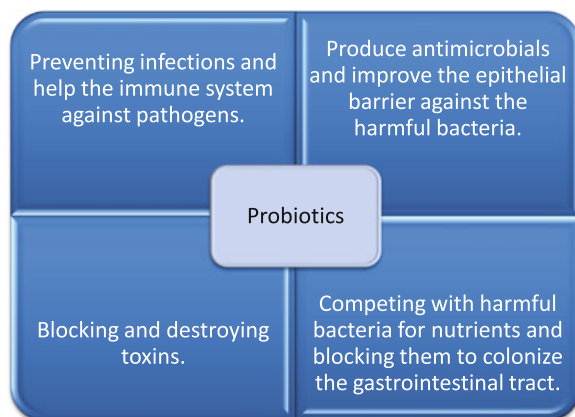 Preventing infections and
help the immune system
against pathogens.
Produce antimicrobials
and improve the epithelial
barrier against the
harmful bacteria.
Probiotics
Blocking and destroying
toxins.
Competing with harmful
bacteria for nutrients and
blocking them to colonize
the gastrointestinal tract.